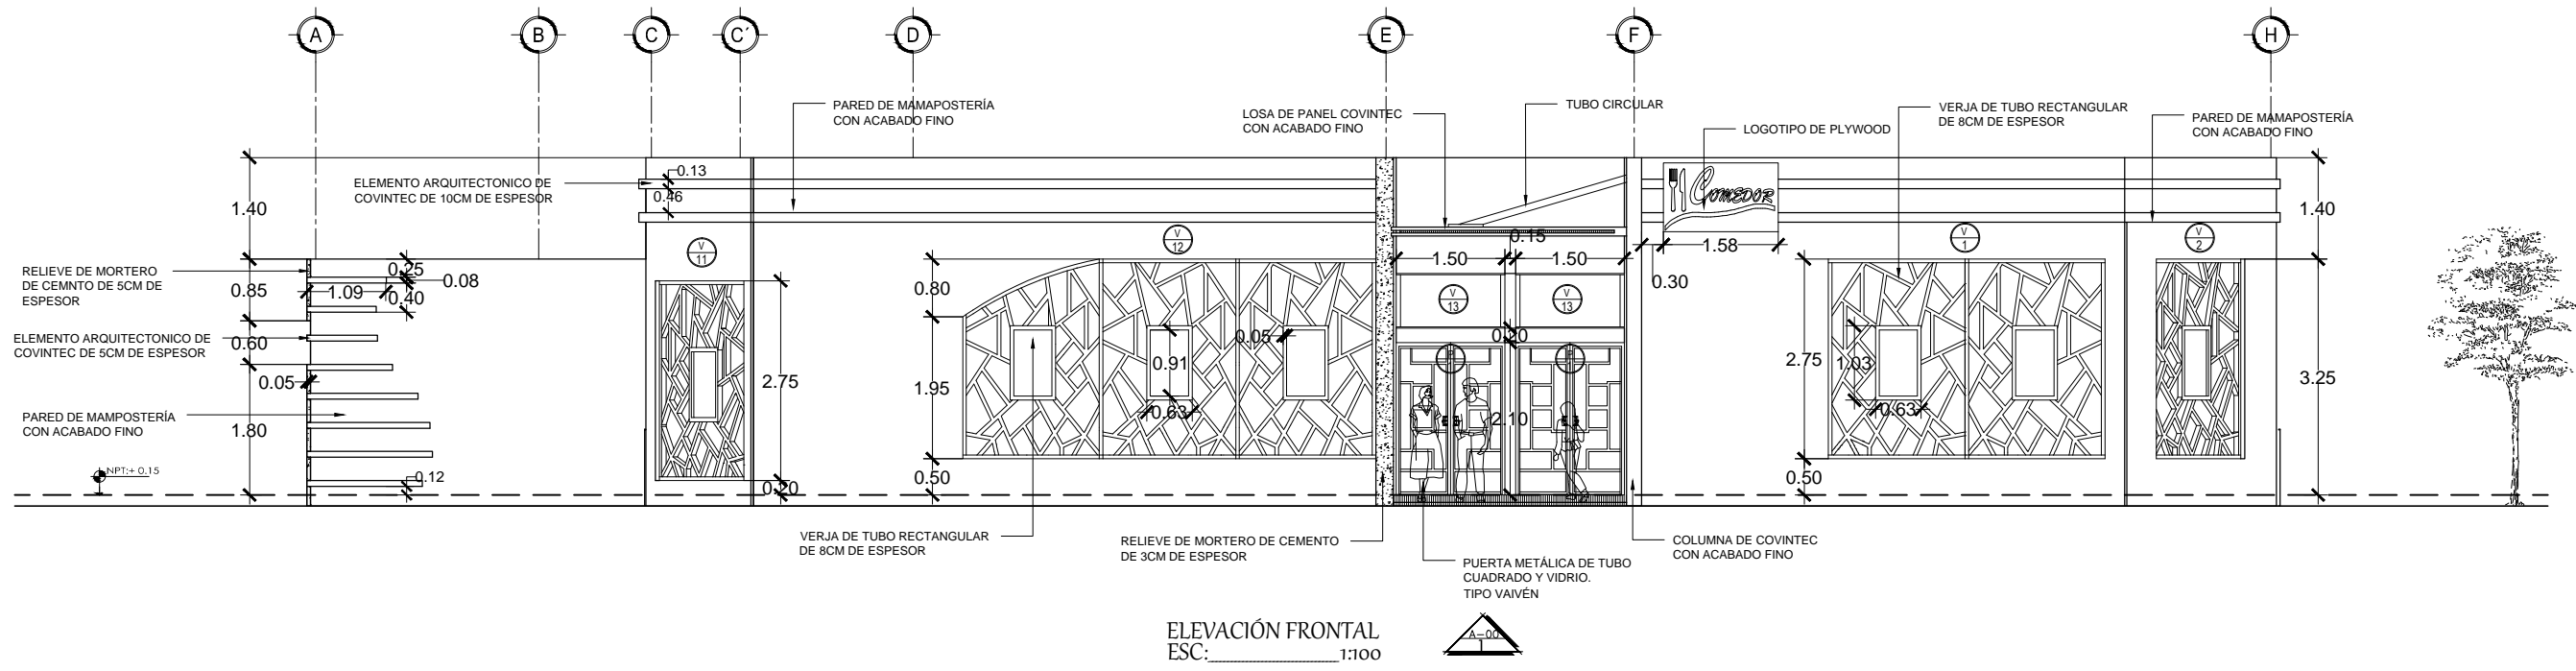 A
B
C
C´
D
E
F
H
PARED DE MAMAPOSTERÍA
CON ACABADO FINO
LOSA DE PANEL COVINTEC
CON ACABADO FINO
TUBO CIRCULAR
LOGOTIPO DE PLYWOOD
VERJA DE TUBO RECTANGULAR
DE 8CM DE ESPESOR
PARED DE MAMAPOSTERÍA
CON ACABADO FINO
ELEMENTO ARQUITECTONICO DE
COVINTEC DE 10CM DE ESPESOR
0.13
0.46
COMEDOR
1.40
1.40
V
11
V
12
V
1
V
2
0.15
1.50
1.50
1.58
0.30
RELIEVE DE MORTERO
DE CEMNTO DE 5CM DE
ESPESOR
0.25
0.08
0.85
1.09
0.40
0.80
V
13
V
13
ELEMENTO ARQUITECTONICO DE
COVINTEC DE 5CM DE ESPESOR
0.60
0.05
0.05
0.20
0.91
0.63
2.75
1.95
P
P
2.10
2.75
1.03
0.63
3.25
PARED DE MAMPOSTERÍA
CON ACABADO FINO
1.80
NPT:+ 0.15
0.12
0.20
0.50
0.50
VERJA DE TUBO RECTANGULAR
DE 8CM DE ESPESOR
RELIEVE DE MORTERO DE CEMENTO
DE 3CM DE ESPESOR
PUERTA METÁLICA DE TUBO
CUADRADO Y VIDRIO.
TIPO VAIVÉN
COLUMNA DE COVINTEC
CON ACABADO FINO
ELEVACIÓN FRONTAL
ESC:____________________1:100
A-00
1